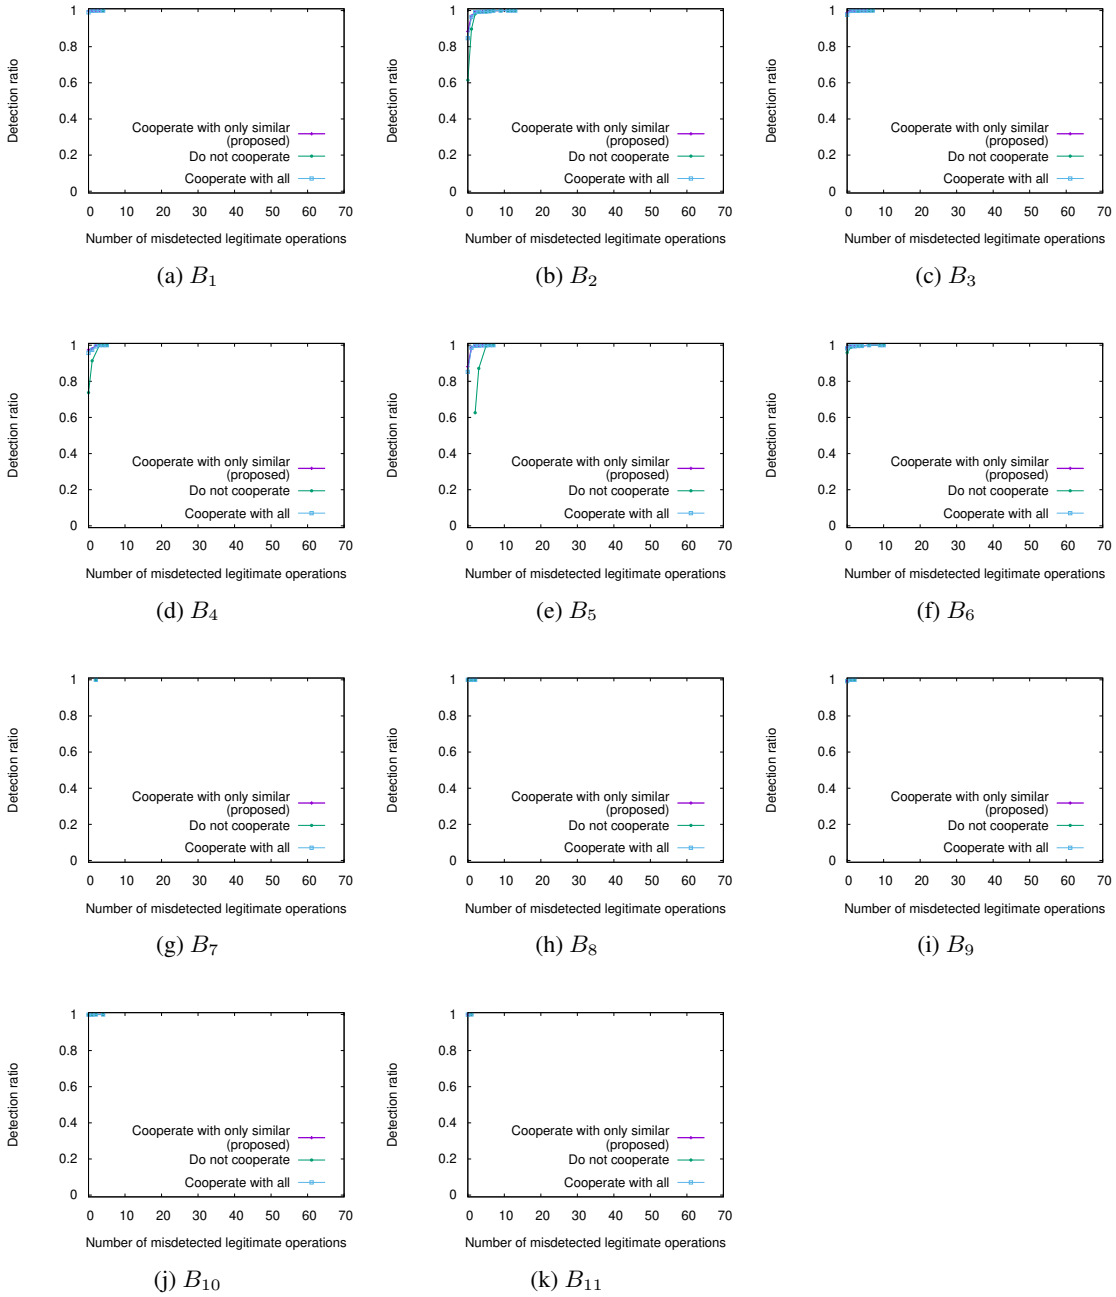 Detection ratio
1
0.8
0.6
0.4
0.2
0
Cooperate with only similar
(proposed)
Do not cooperate
Cooperate with all
0 10 20 30 40 50 60 70
Number of misdetected legitimate operations
(a) B1
Detection ratio
1
0.8
0.6
0.4
0.2
0
Cooperate with only similar
(proposed)
Do not cooperate
Cooperate with all
0 10 20 30 40 50 60 70
Number of misdetected legitimate operations
(b) B2
Detection ratio
1
0.8
0.6
0.4
0.2
0
Cooperate with only similar
(proposed)
Do not cooperate
Cooperate with all
0 10 20 30 40 50 60 70
Number of misdetected legitimate operations
(c) B3
Detection ratio
1
0.8
0.6
0.4
0.2
0
Cooperate with only similar
(proposed)
Do not cooperate
Cooperate with all
0 10 20 30 40 50 60 70
Number of misdetected legitimate operations
(d) B4
Detection ratio
1
0.8
0.6
0.4
0.2
0
Cooperate with only similar
(proposed)
Do not cooperate
Cooperate with all
0 10 20 30 40 50 60 70
Number of misdetected legitimate operations
(e) B5
Detection ratio
1
0.8
0.6
0.4
0.2
0
Cooperate with only similar
(proposed)
Do not cooperate
Cooperate with all
0 10 20 30 40 50 60 70
Number of misdetected legitimate operations
(f) B6
Detection ratio
1
0.8
0.6
0.4
0.2
0
Cooperate with only similar
(proposed)
Do not cooperate
Cooperate with all
0 10 20 30 40 50 60 70
Number of misdetected legitimate operations
(g) B7
Detection ratio
1
0.8
0.6
0.4
0.2
0
Cooperate with only similar
(proposed)
Do not cooperate
Cooperate with all
0 10 20 30 40 50 60 70
Number of misdetected legitimate operations
(h) B8
Detection ratio
1
0.8
0.6
0.4
0.2
0
Cooperate with only similar
(proposed)
Do not cooperate
Cooperate with all
0 10 20 30 40 50 60 70
Number of misdetected legitimate operations
(i) B9
Detection ratio
1
0.8
0.6
0.4
0.2
0
Cooperate with only similar
(proposed)
Do not cooperate
Cooperate with all
0 10 20 30 40 50 60 70
Number of misdetected legitimate operations
(j) B10
Detection ratio
1
0.8
0.6
0.4
0.2
0
Cooperate with only similar
(proposed)
Do not cooperate
Cooperate with all
0 10 20 30 40 50 60 70
Number of misdetected legitimate operations
(k) B11